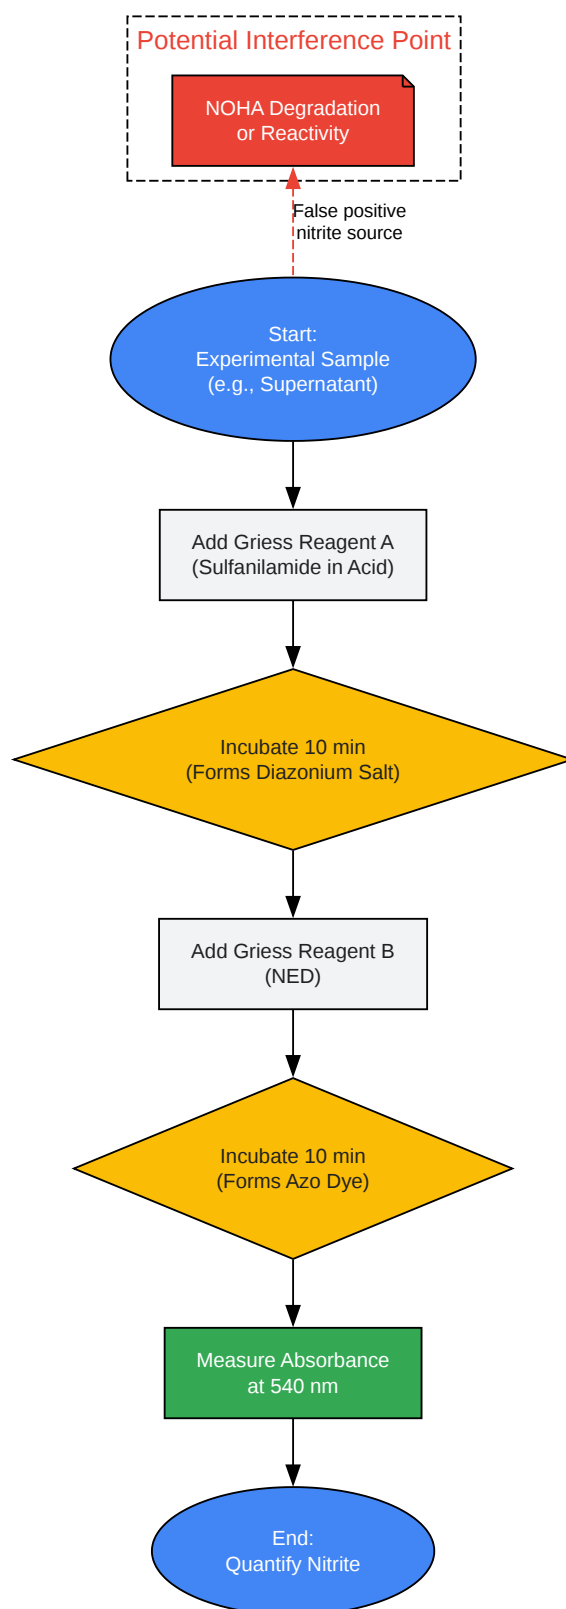 Potential Interference Point
NOHA Degradation
or Reactivity
False positive
nitrite source
Start:
Experimental Sample
(e.g., Supernatant)
Add Griess Reagent A
(Sulfanilamide in Acid)
Incubate 10 min
(Forms Diazonium Salt)
Add Griess Reagent B
(NED)
Incubate 10 min
(Forms Azo Dye)
Measure Absorbance
at 540 nm
End:
Quantify Nitrite